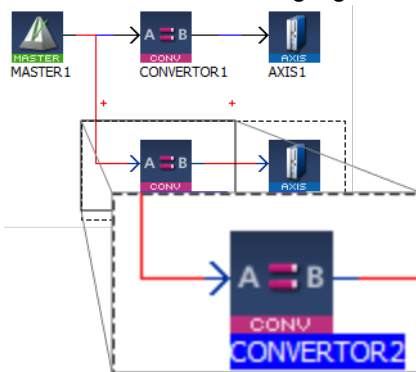 A B
MASTER CONV AXIS
MASTER1 CONVERTOR1 AXIS1
A B
CONV AXIS
A B
CONV
CONVERTOR2